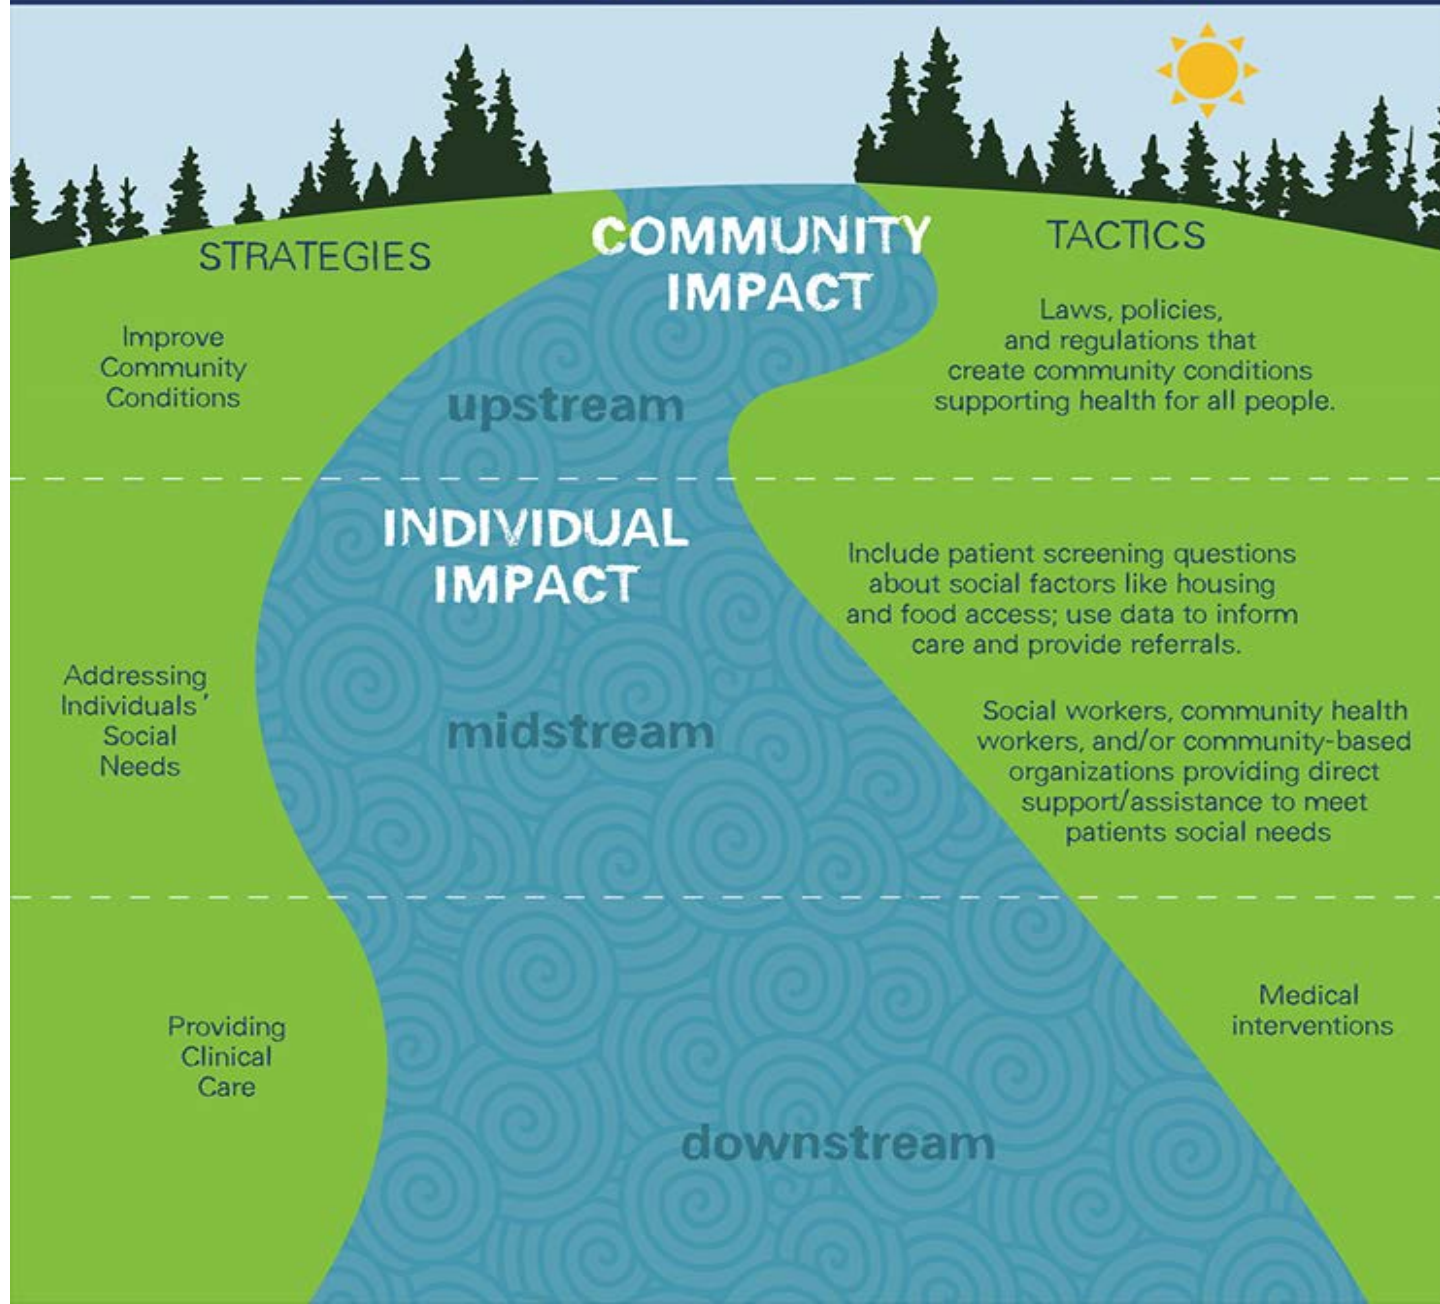 STRATEGIES
COMMUNITY
IMPACT
TACTICS
Improve
Community
Conditions
upstream
Laws, policies,
and regulations that
create community conditions
supporting health for all people.
INDIVIDUAL
IMPACT
Addressing
Individuals’
Social
Needs
midstream
Include patient screening questions
about social factors like housing
and food access; use data to inform
care and provide referrals.
Social workers, community health
workers, and/or community-based
organizations providing direct
support/assistance to meet
patients social needs
Providing
Clinical
Care
downstream
Medical
interventions